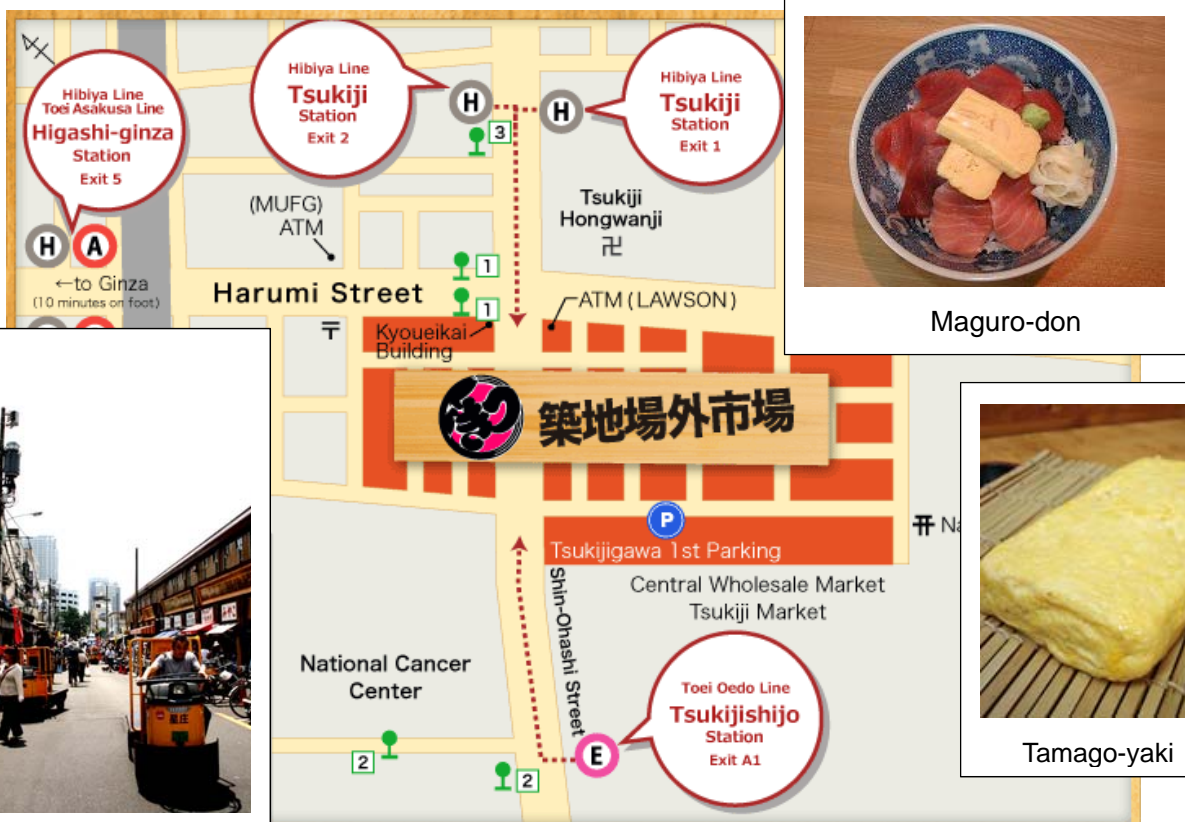 Hibiya Line
Toei Asakusa Line
Higashi-ginza
Station
Exit 5
Hibiya Line
Tsukiji
Station
Exit 2
Hibiya Line
Tsukiji
Station
Exit 1
H
H
3
H
A
←to Ginza
(10 minutes on foot)
(MUFG)
ATM
Tsukiji
Hongwanji
卍
1
Harumi Street
1
ATM (LAWSON)
〒
Kyoueikai
Building
Maguro-don
築地場外市場
P
Tsukijigawa 1st Parking
Central Wholesale Market
Tsukiji Market
Shin-Ohashi Street
National Cancer
Center
Toei Oedo Line
Tsukijishijo
Station
Exit A1
E
2
2
Tamago-yaki